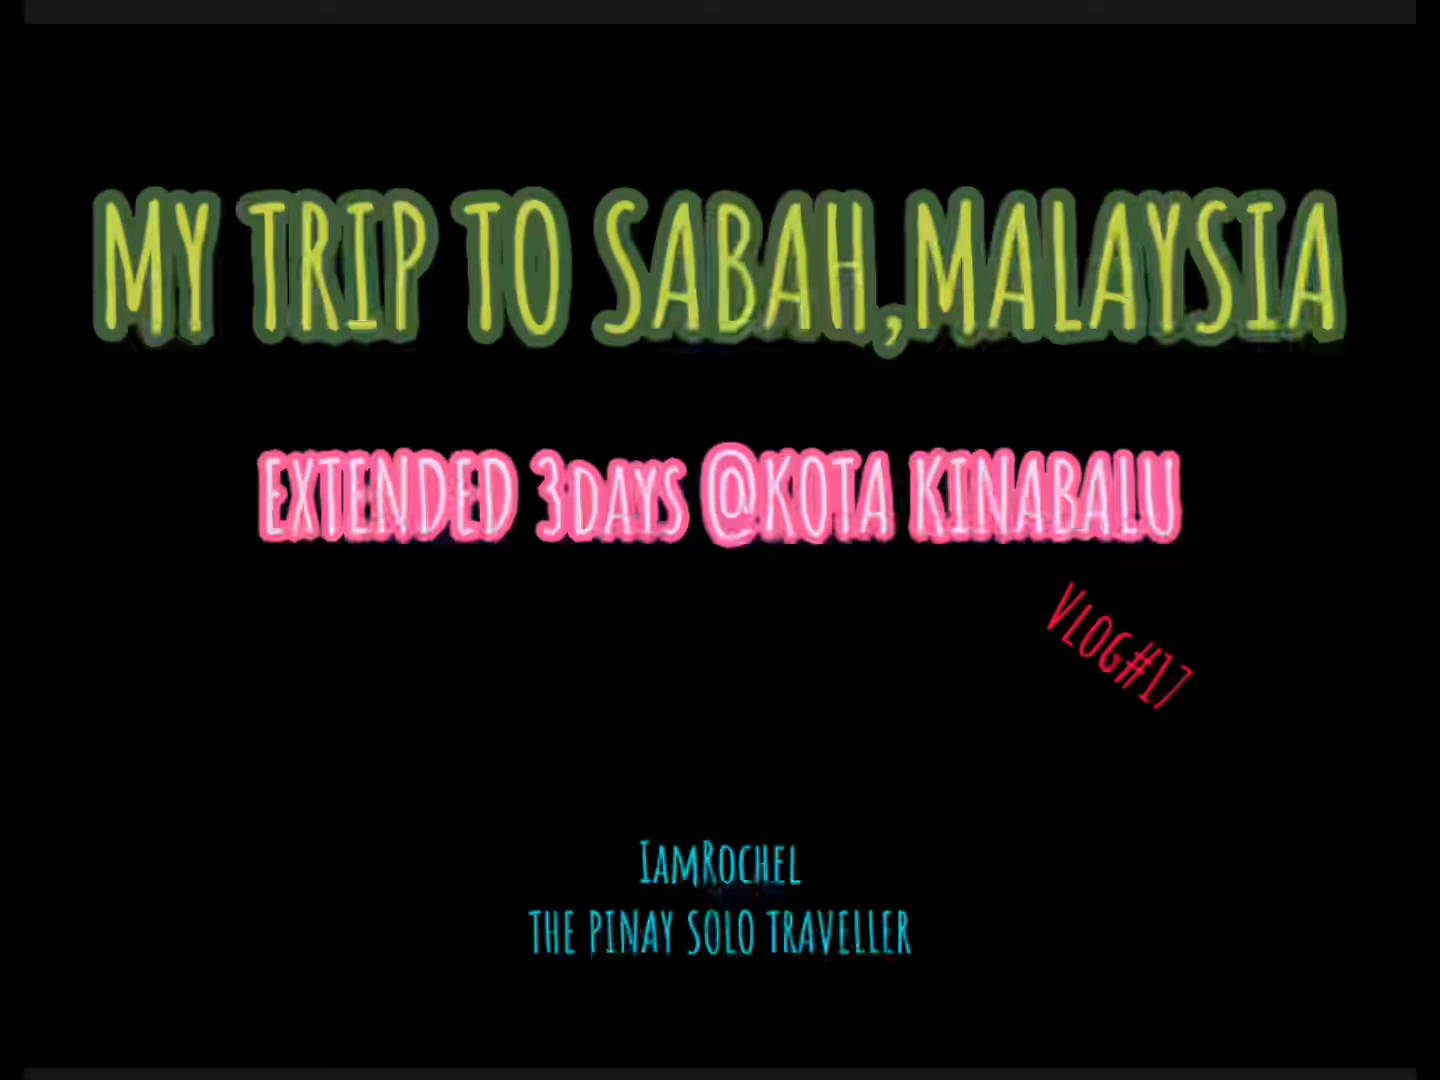 MY TRIP TO SABAH,MALAYSIA
EXTENDED 3DAYS @KOTA KINABALU
VLOG#17
IAMROCHEL
THE PINAY SOLO TRAVELLER